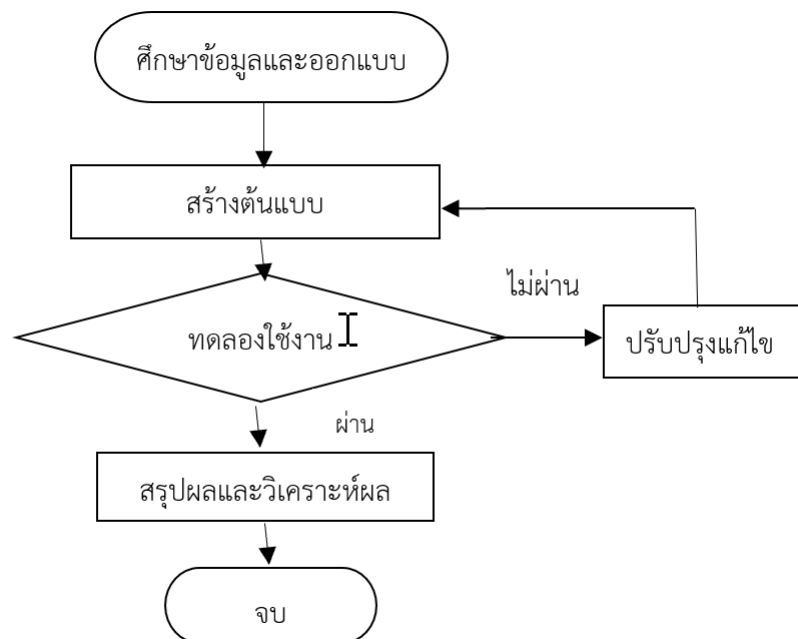 ศึกษาข้อมูลและออกแบบ
สร้างต้นแบบ
ไม่ผ่าน
ทดลองใช้งาน
ปรับปรุงแก้ไข
ผ่าน
สรุปผลและวิเคราะห์ผล
จบ